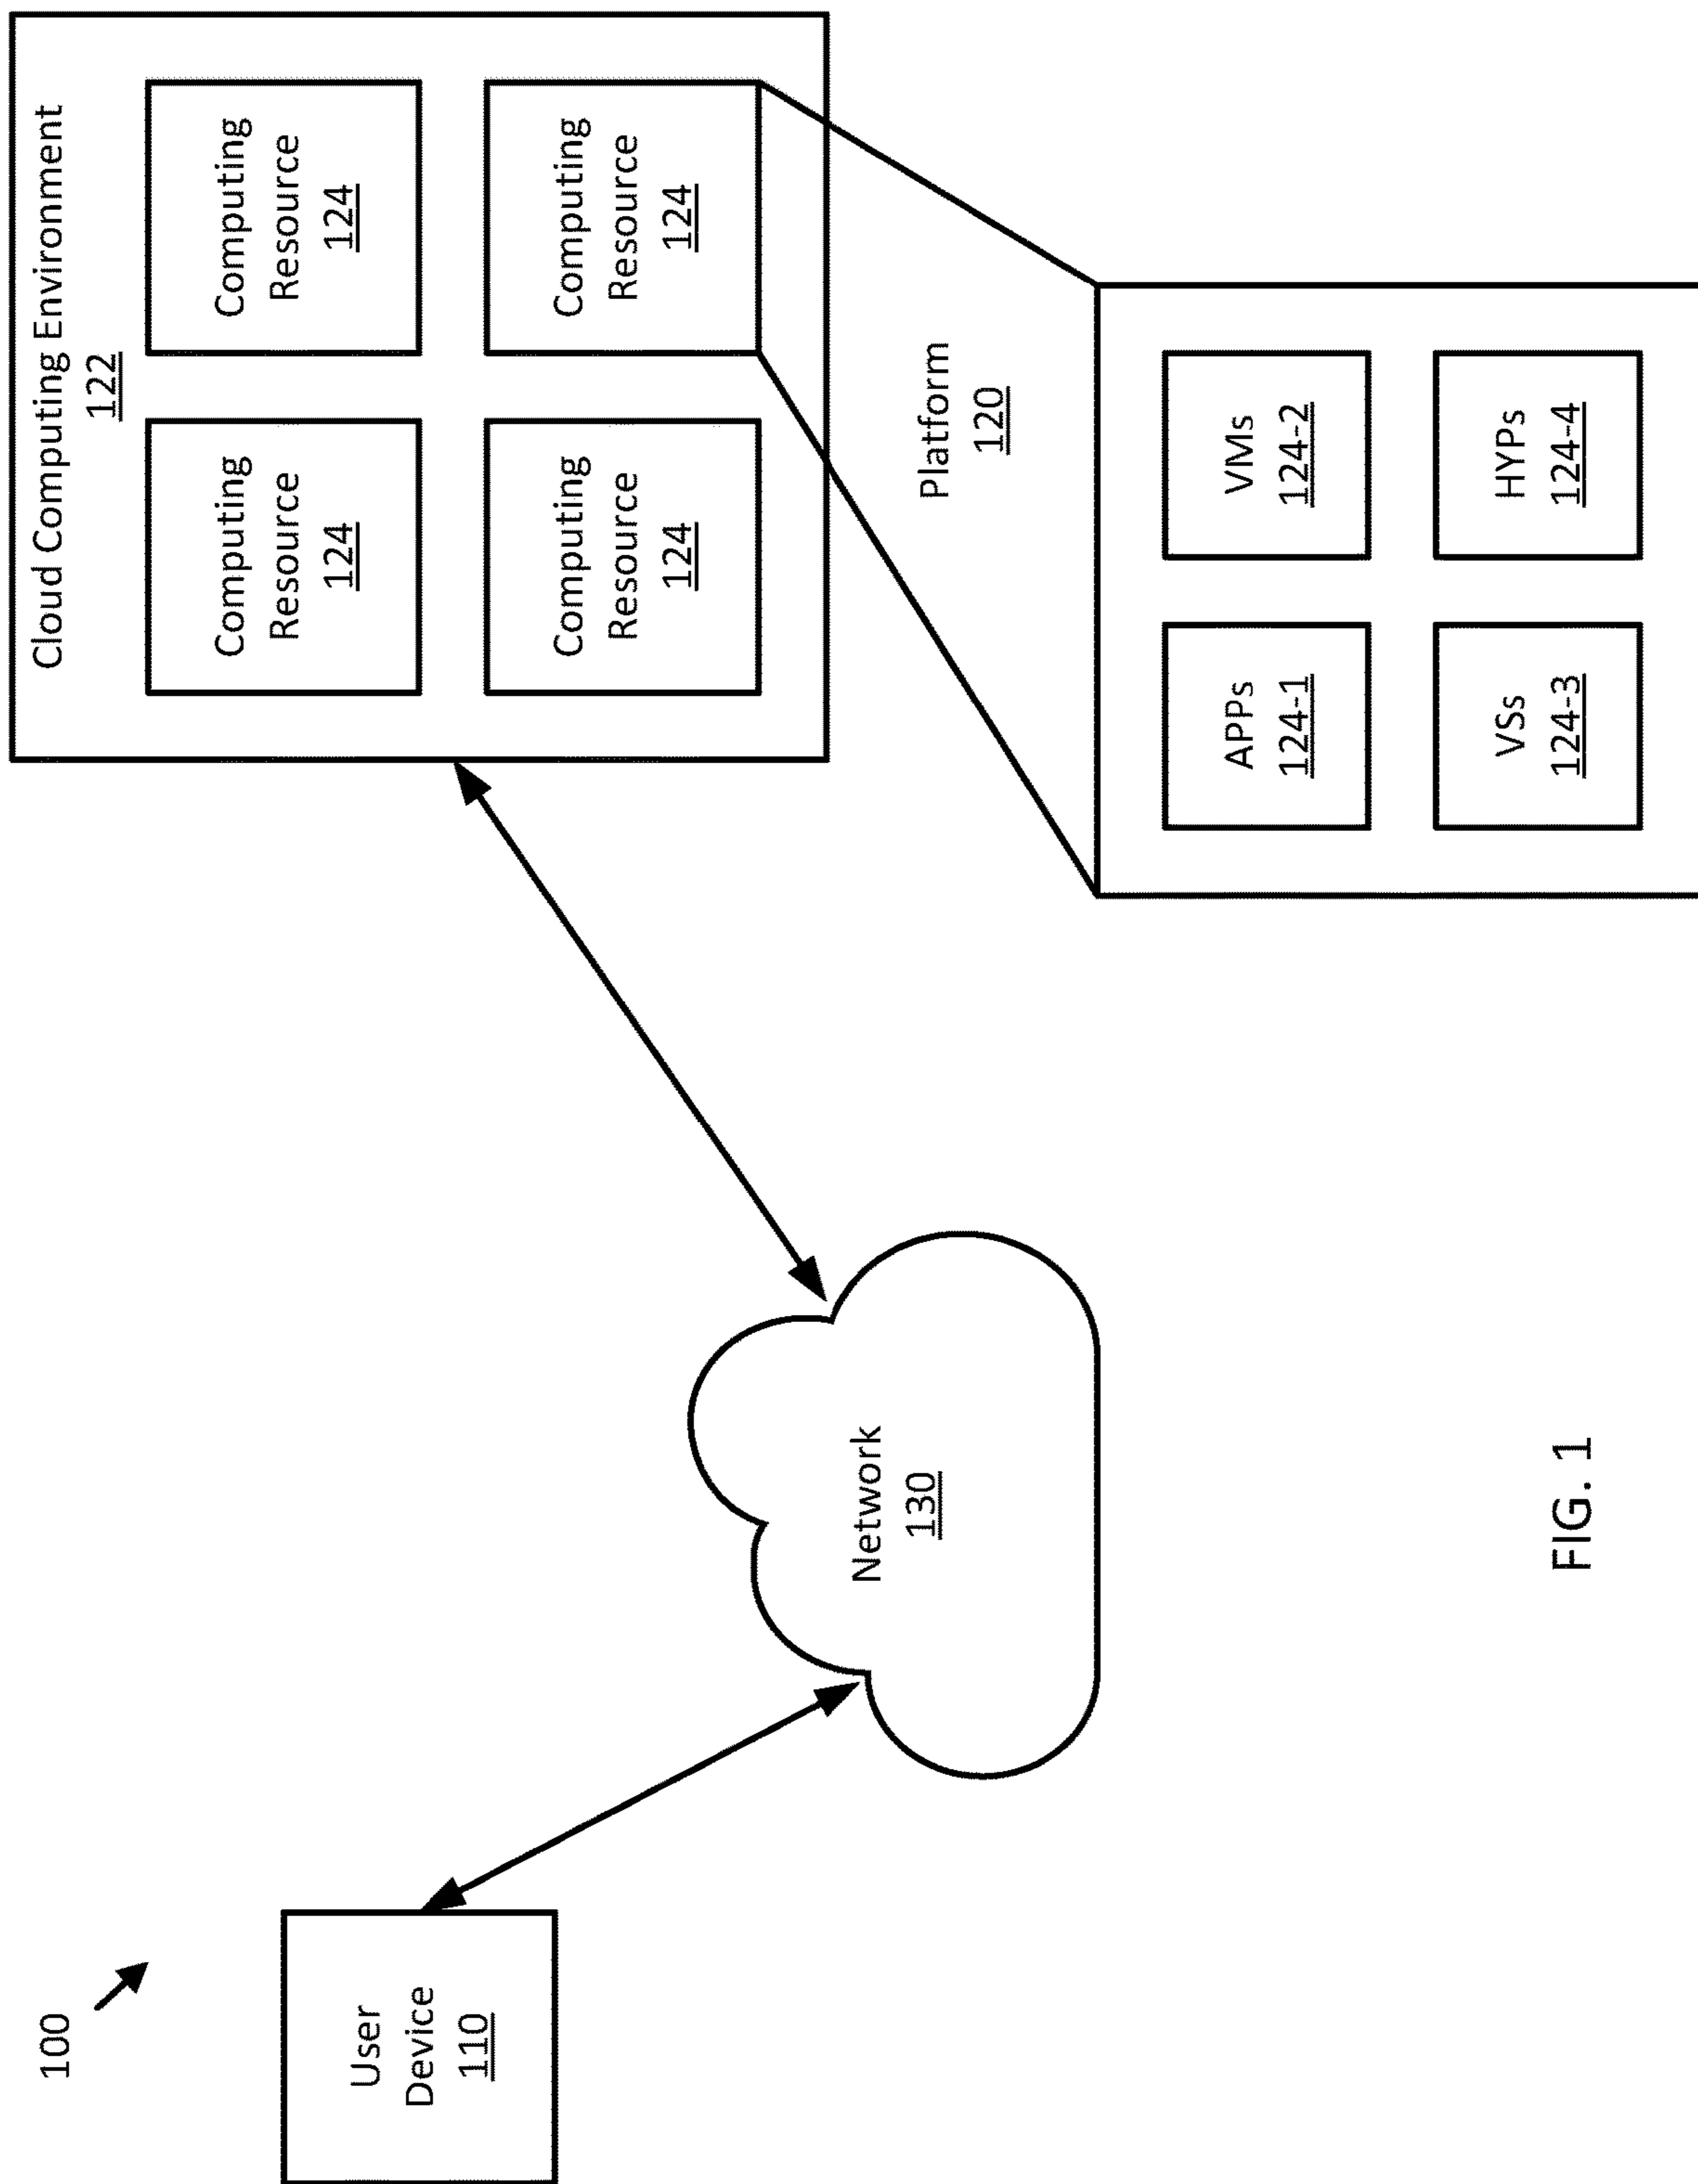 100
Cloud Computing Environment
122
Computing
Resource
124
Computing
Resource
124
User
Device
110
Computing
Resource
124
Computing
Resource
124
Network
130
Platform
120
APPs
124-1
VMs
124-2
VSs
124-3
HYPs
124-4
FIG. 1